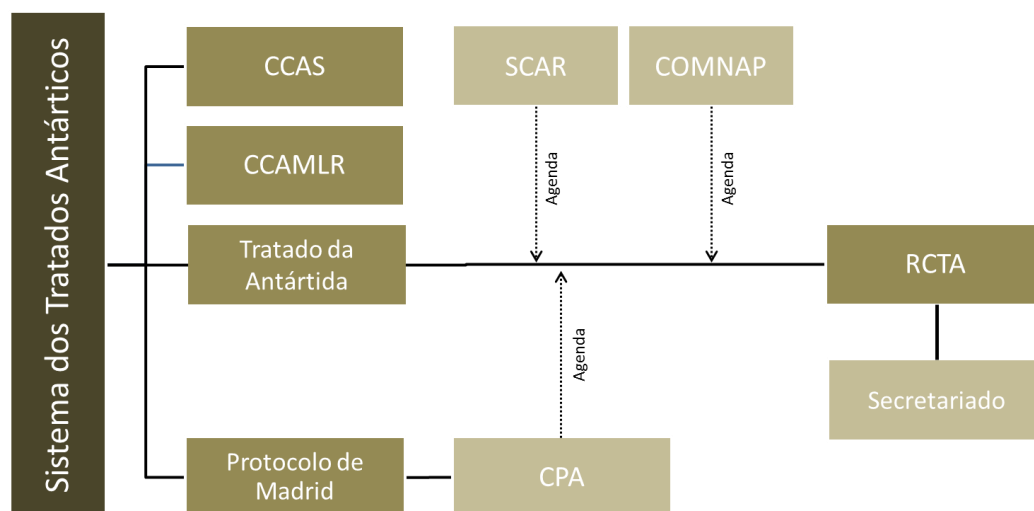 Sistema dos Tratados Antárticos
CCAS
SCAR
COMNAP
CCAMLR
Agenda
Agenda
Tratado da
Antártida
RCTA
Agenda
Secretariado
Protocolo de
Madrid
CPA